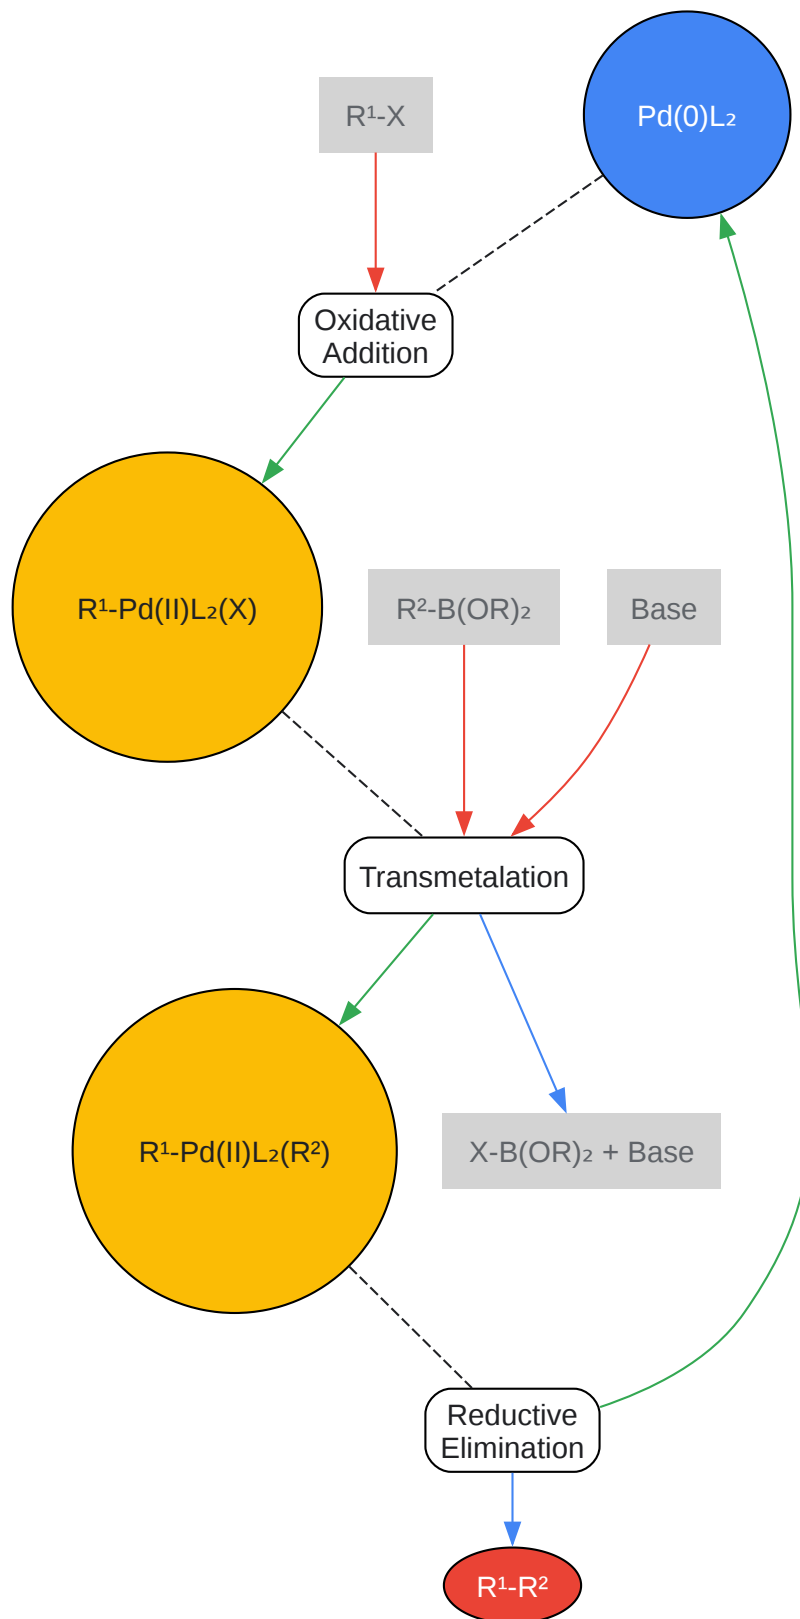 R¹-X
Pd(0)L₂
Oxidative
Addition
R¹-Pd(II)L₂(X)
R²-B(OR)₂
Base
Transmetalation
R¹-Pd(II)L₂(R²)
X-B(OR)₂ + Base
Reductive
Elimination
R¹-R²